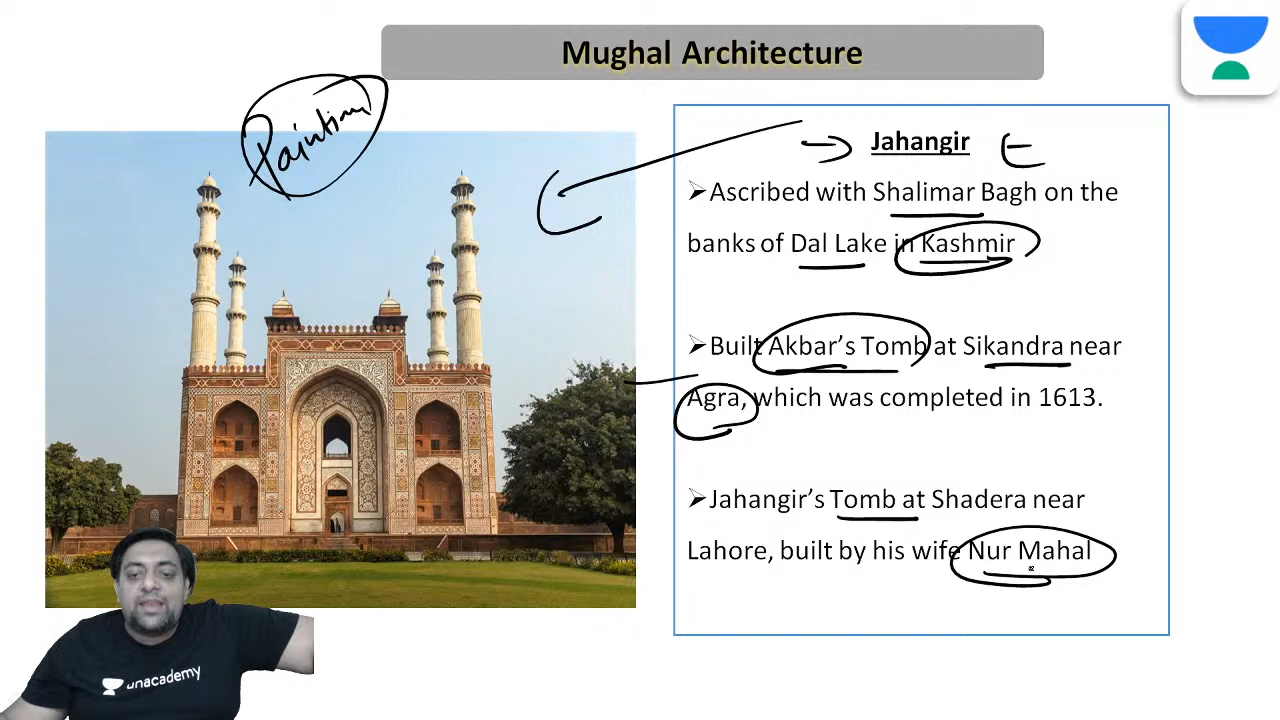 Mughal Architecture
Painting
Jahangir
➤Ascribed with Shalimar Bagh on the
banks of Dal Lake in Kashmir
➤Built Akbar's Tomb at Sikandra near
Agra, which was completed in 1613.
➤Jahangir's Tomb at Shadera near
Lahore, built by his wife Nur Mahal
unacademy